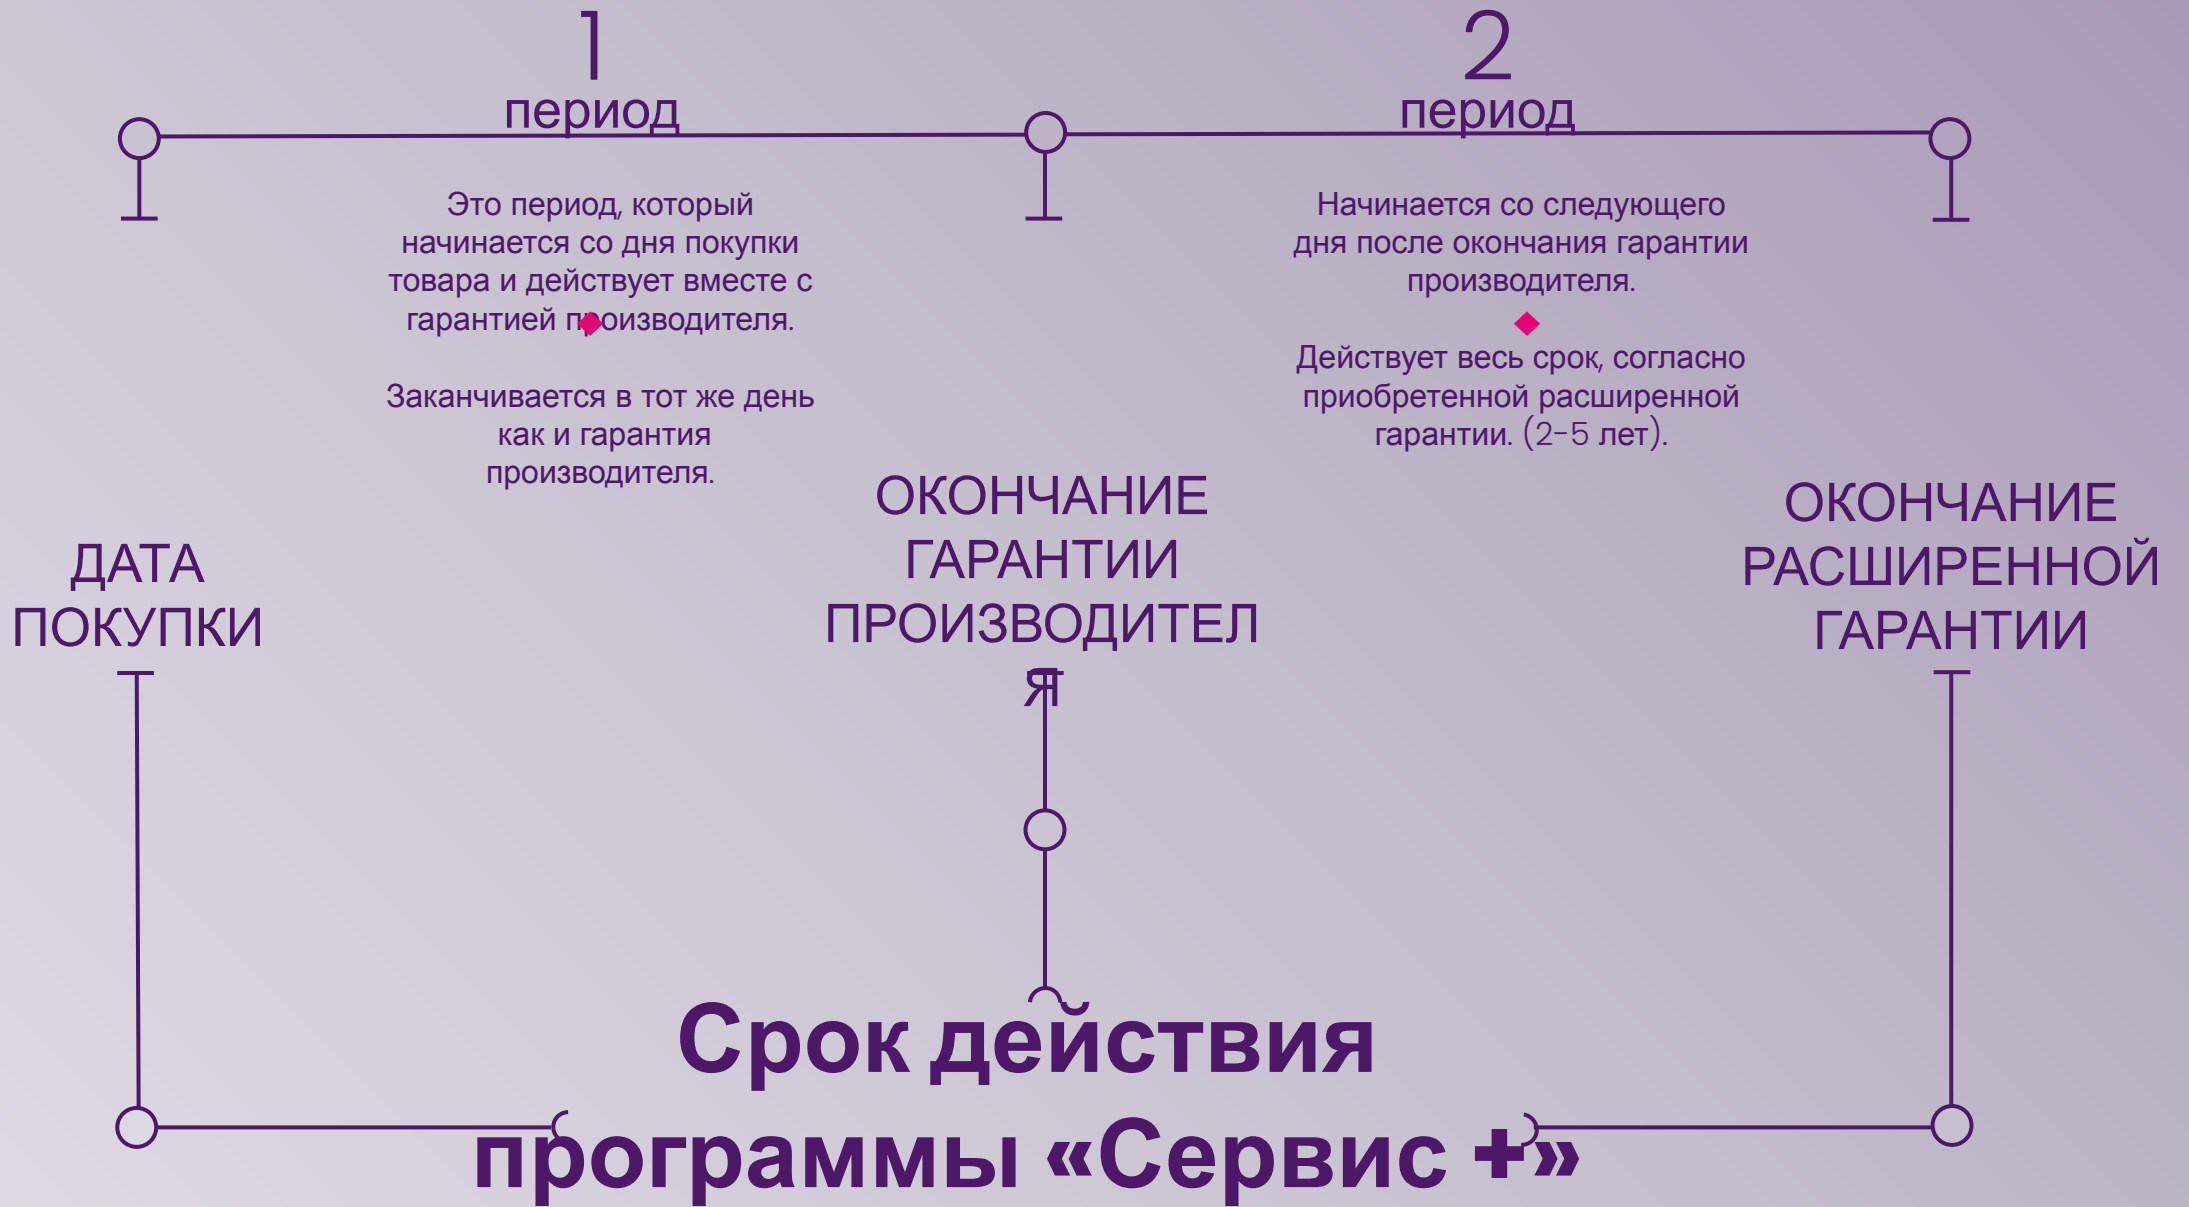 1
период
Это период, который
начинается со дня покупки
товара и действует вместе с
гарантией производителя.
Заканчивается в тот же день
как и гарантия
производителя.
2
период
Начинается со следующего
дня после окончания гарантии
производителя.
Действует весь срок, согласно
приобретенной расширенной
гарантии. (2-5 лет).
ДАТА
ПОКУПКИ
ОКОНЧАНИЕ
ГАРАНТИИ
ПРОИЗВОДИТЕЛ
Я
ОКОНЧАНИЕ
РАСШИРЕННОЙ
ГАРАНТИИ
Срок действия
программы «Сервис +»